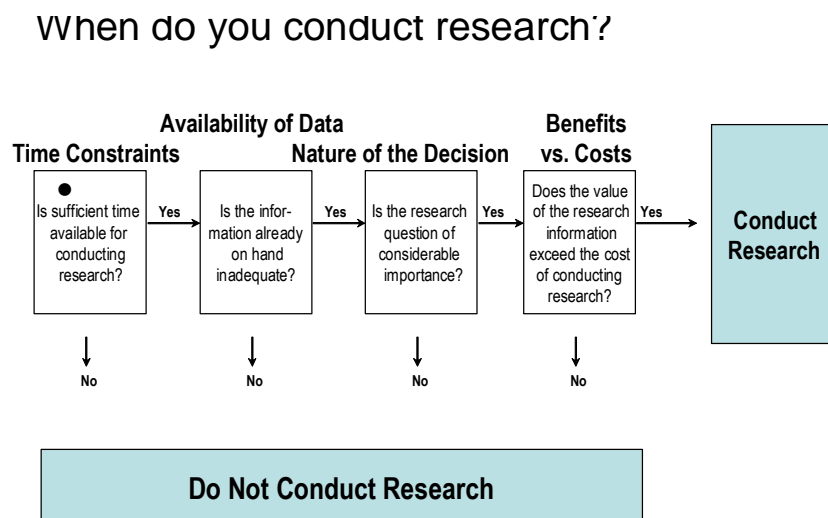 When do you conduct research?
Availability of Data
Benefits
Time Constraints
Nature of the Decision
vs. Costs
Is sufficient time
available for
conducting
research?
Yes
Is the infor-
mation already
on hand
inadequate?
Yes
Is the research
question of
considerable
importance?
Yes
Does the value
of the research
information
exceed the cost
of conducting
research?
Yes
Conduct
Research
No
No
No
No
Do Not Conduct Research